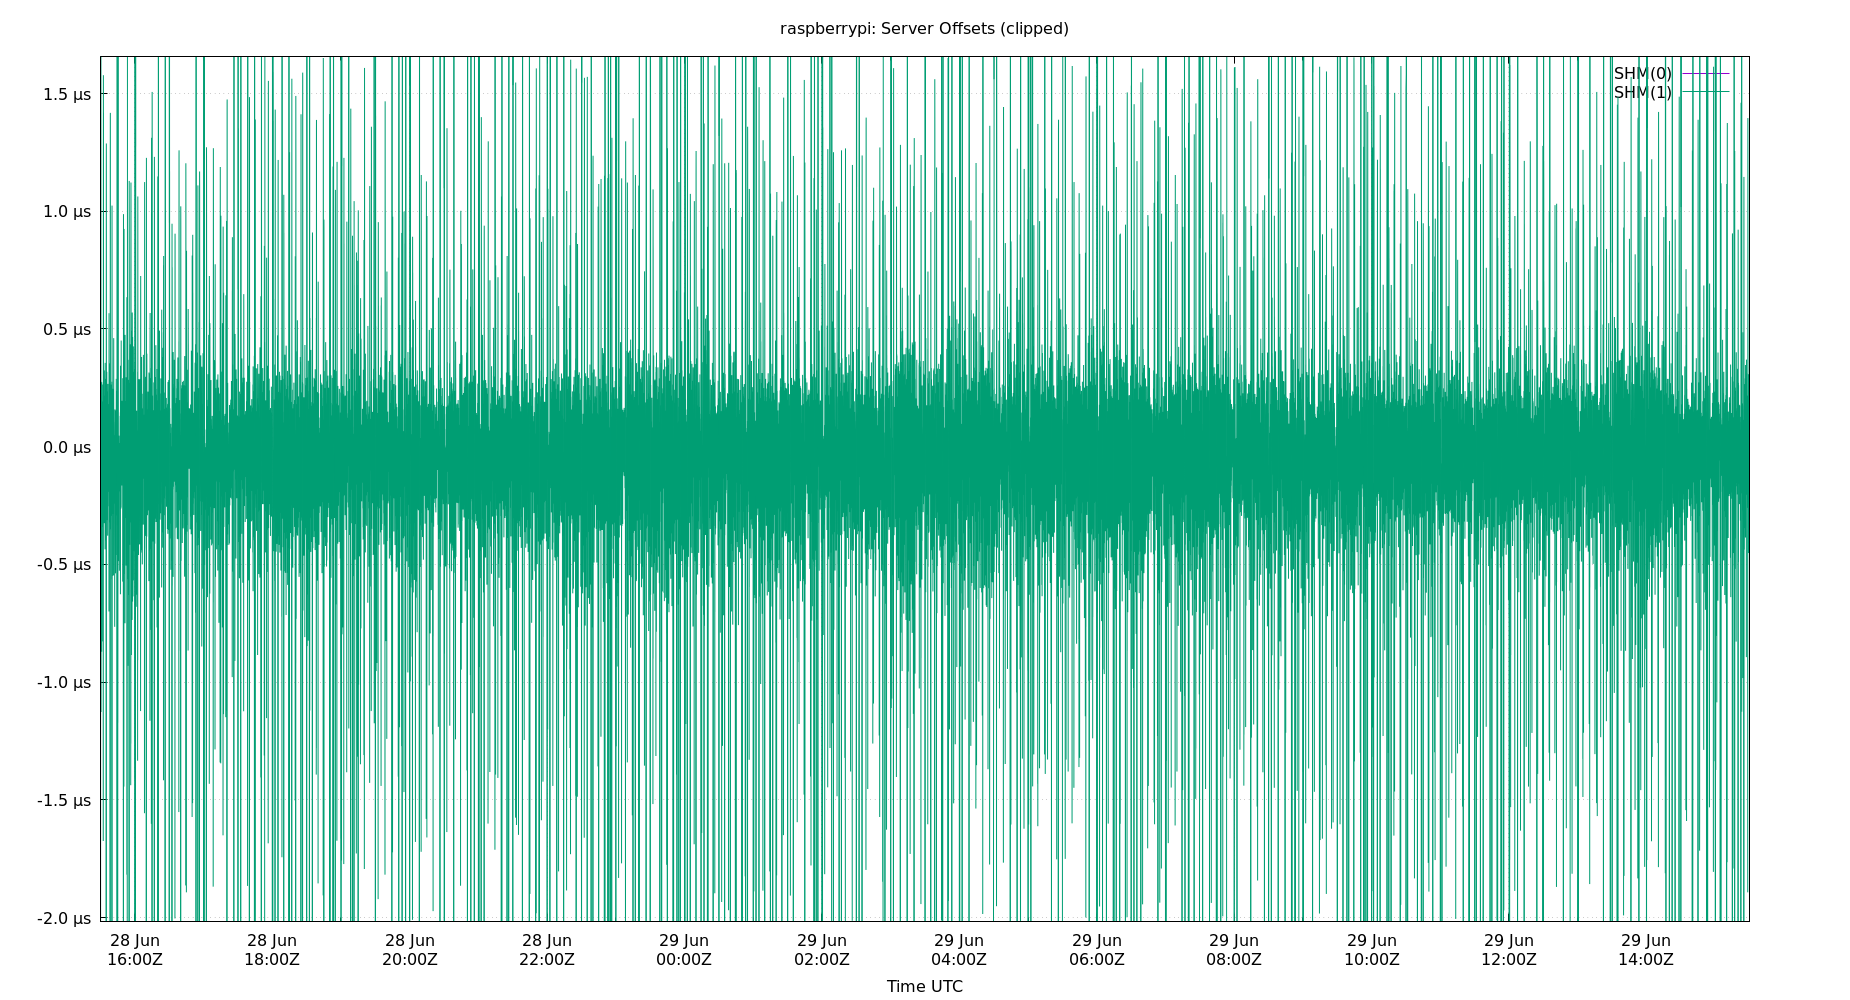 raspberrypi: Server Offsets (clipped)
SHM(0)
SHM(1)
1.5 µs
1.0 µs
0.5 µs
0.0 µs
-0.5 µs
-1.0 µs
-1.5 µs
-2.0 µs
28 Jun 28 Jun 28 Jun 28 Jun 29 Jun 29 Jun 29 Jun 29 Jun 29 Jun 29 Jun 29 Jun 29 Jun
16:00Z 18:00Z 20:00Z 22:00Z 00:00Z 02:00Z 04:00Z 06:00Z 08:00Z 10:00Z 12:00Z 14:00Z
Time UTC